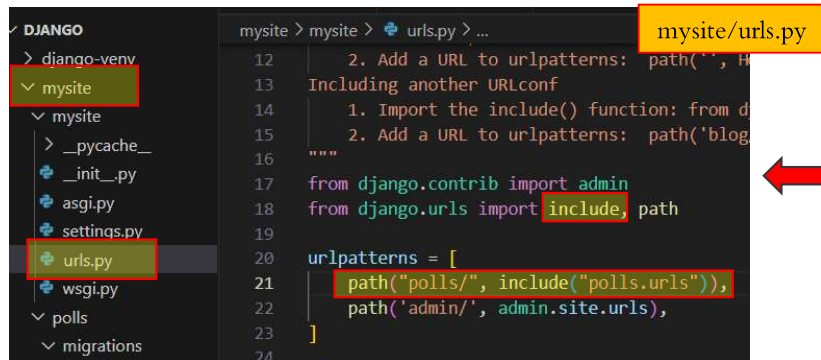 DJANGO
django-venv
mysite
mysite
__pycache__
__init__.py
asgi.py
settings.py
urls.py
wsgi.py
polls
migrations
mysite > mysite > urls.py > ...
mysite/urls.py
12 2. Add a URL to urlpatterns: path('', H
13 Including another URLconf
14 1. Import the include() function: from d
15 2. Add a URL to urlpatterns: path('blog
16 """
17 from django.contrib import admin
18 from django.urls import include, path
19
20 urlpatterns = [
21 path("polls/", include("polls.urls")),
22 path('admin/', admin.site.urls),
23 ]
24